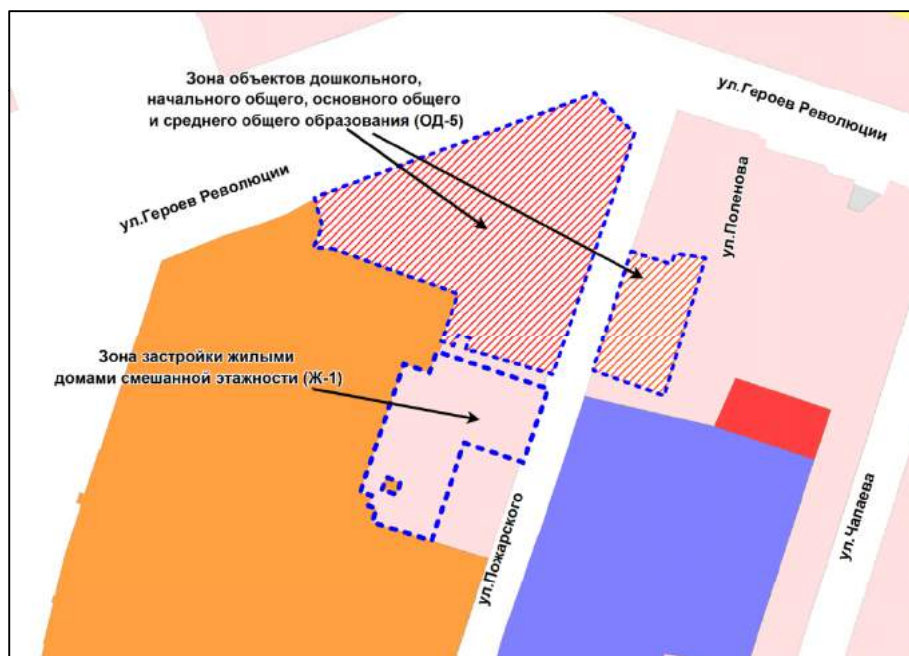 Зона объектов дошкольного,
начального общего, основного общего
и среднего общего образования (ОД-5)
ул.Героев Революции
ул.Героев Революции
ул.Поленова
Зона застройки жилыми
домами смешанной этажности (Ж-1)
ул.Пожарского
ул.Чапаева